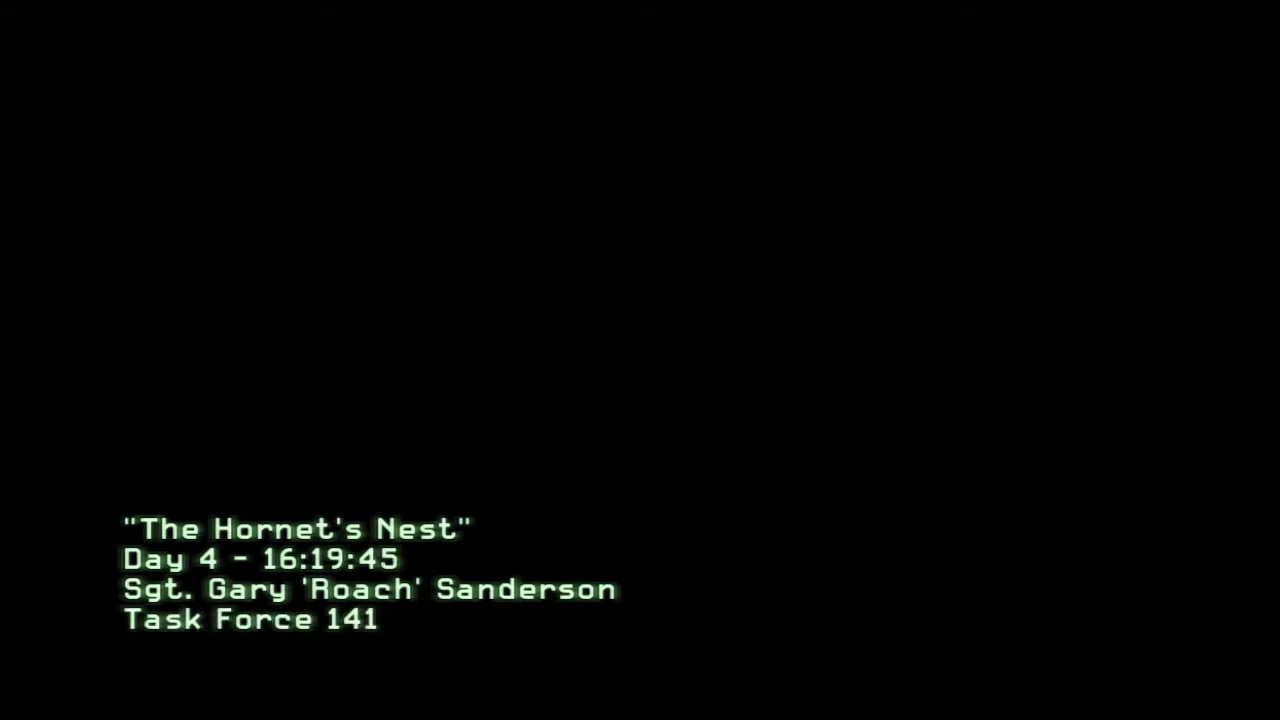 "The Hornet's Nest"
Day 4 - 16:19:45
Sgt. Gary 'Roach' Sanderson
Task Force 141